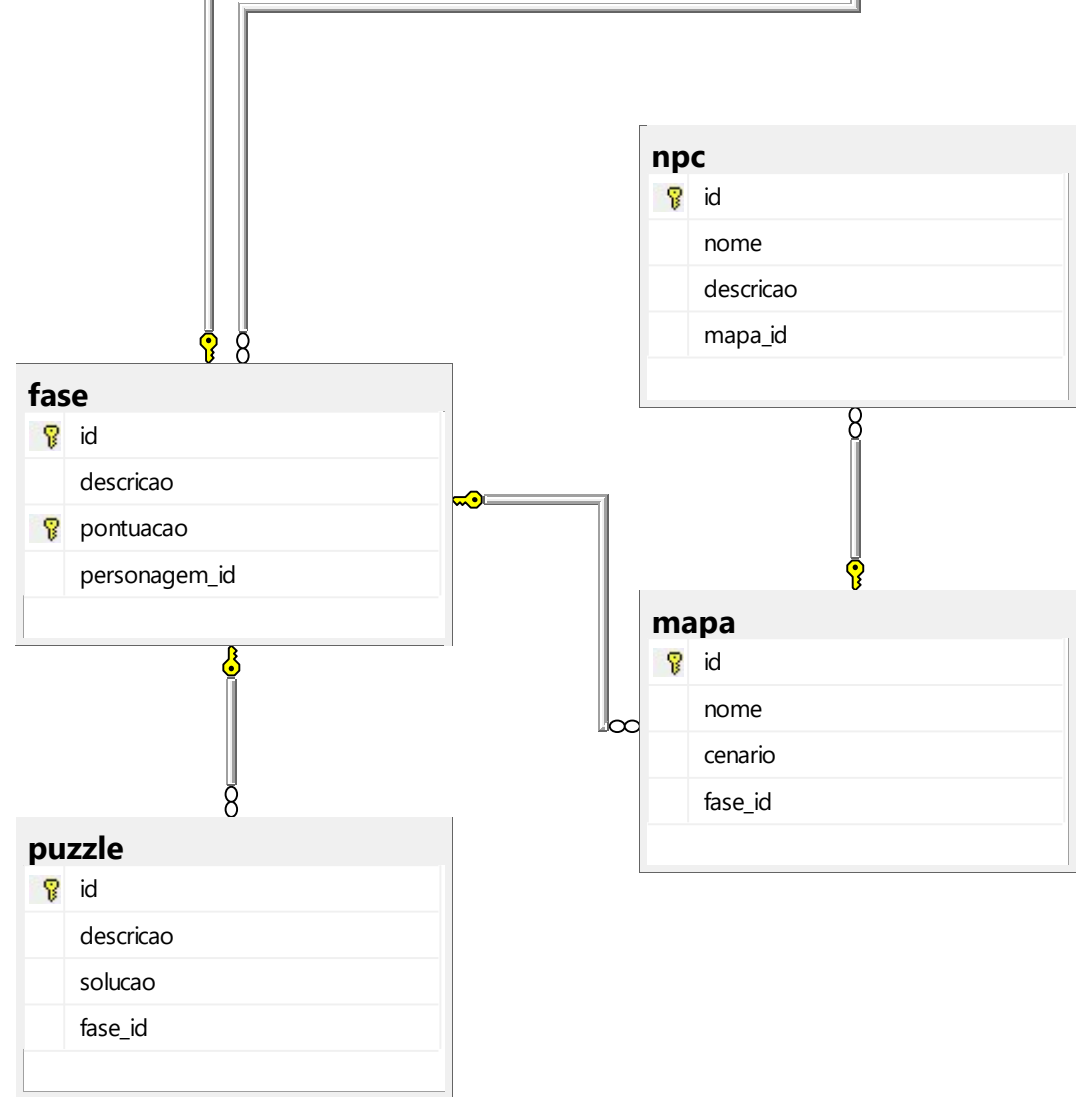 npc
id
nome
descricao
mapa_id
fase
id
descricao
pontuacao
personagem_id
mapa
id
nome
cenario
fase_id
puzzle
id
descricao
solucao
fase_id